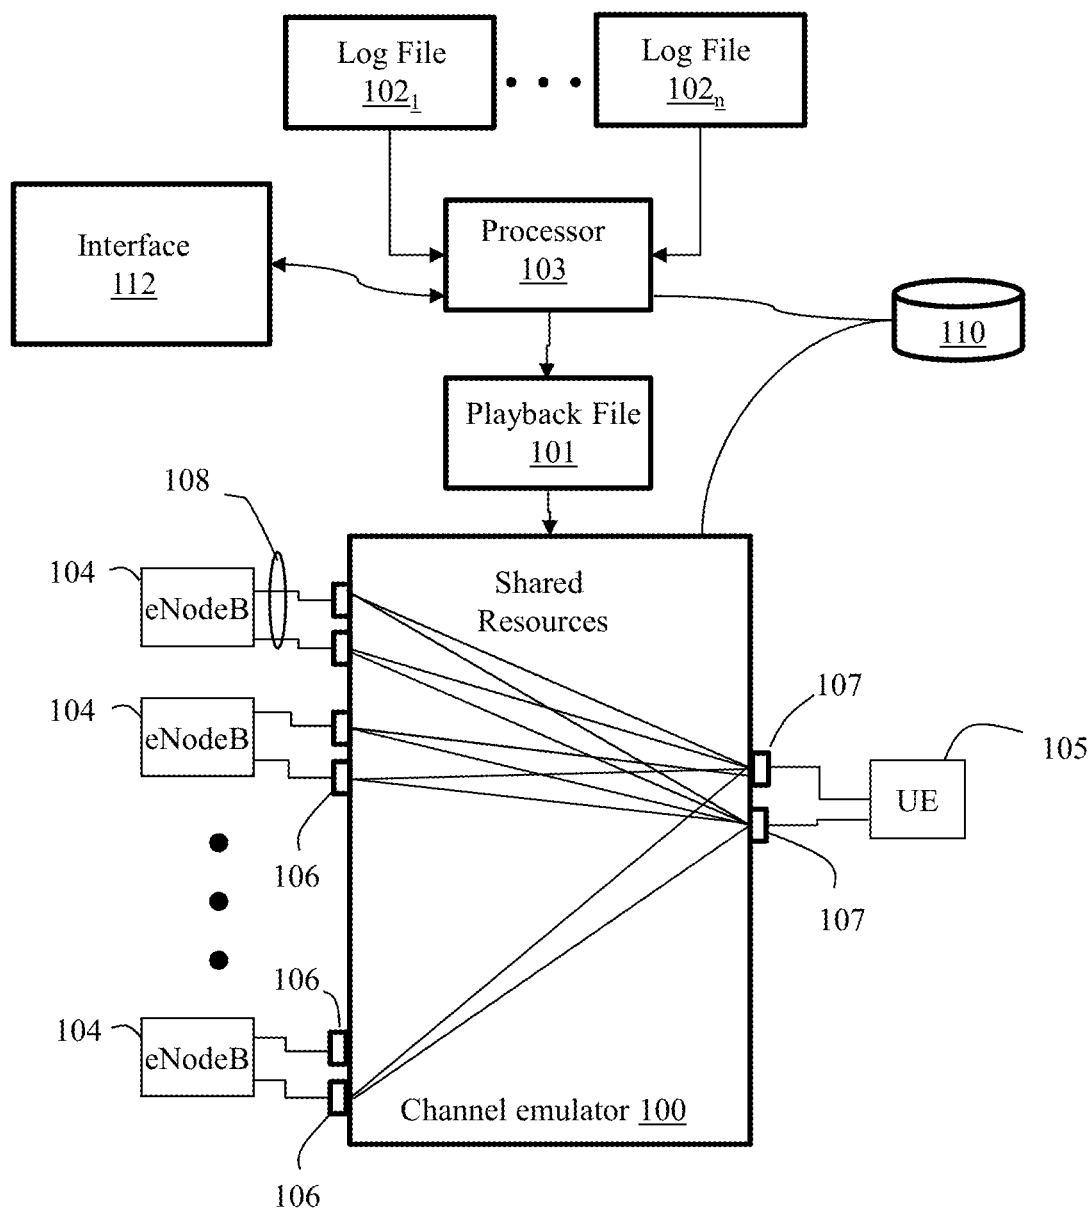 Log File
102₁
Log File
102ₙ
Processor
103
Interface
112
110
Playback File
101
108
Shared
Resources
104
eNodeB
104
eNodeB
107
105
UE
106
107
106
104
eNodeB
Channel emulator 100
106